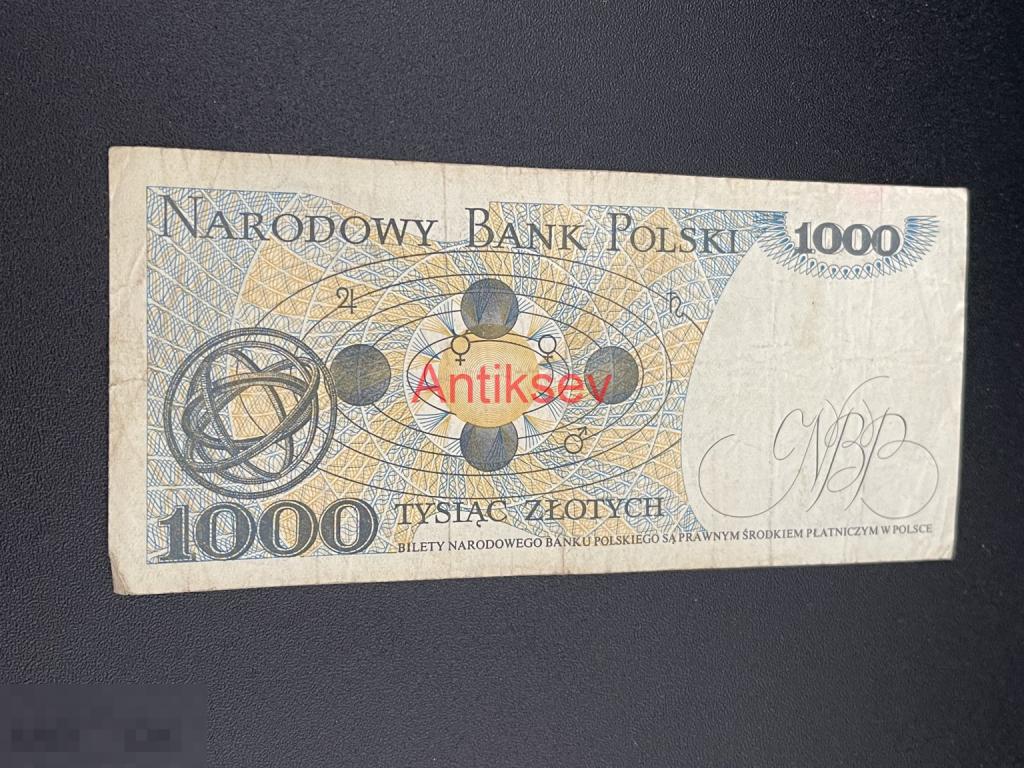 NARODOWY BANK POLSKI 1000
♃ ♄
☿ ♀
Antiksev
♂
NBP
1000 TYSIĄC ZŁOTYCH
BILETY NARODOWEGO BANKU POLSKIEGO SĄ PRAWNYM ŚRODKIEM PŁATNICZYM W POLSCE